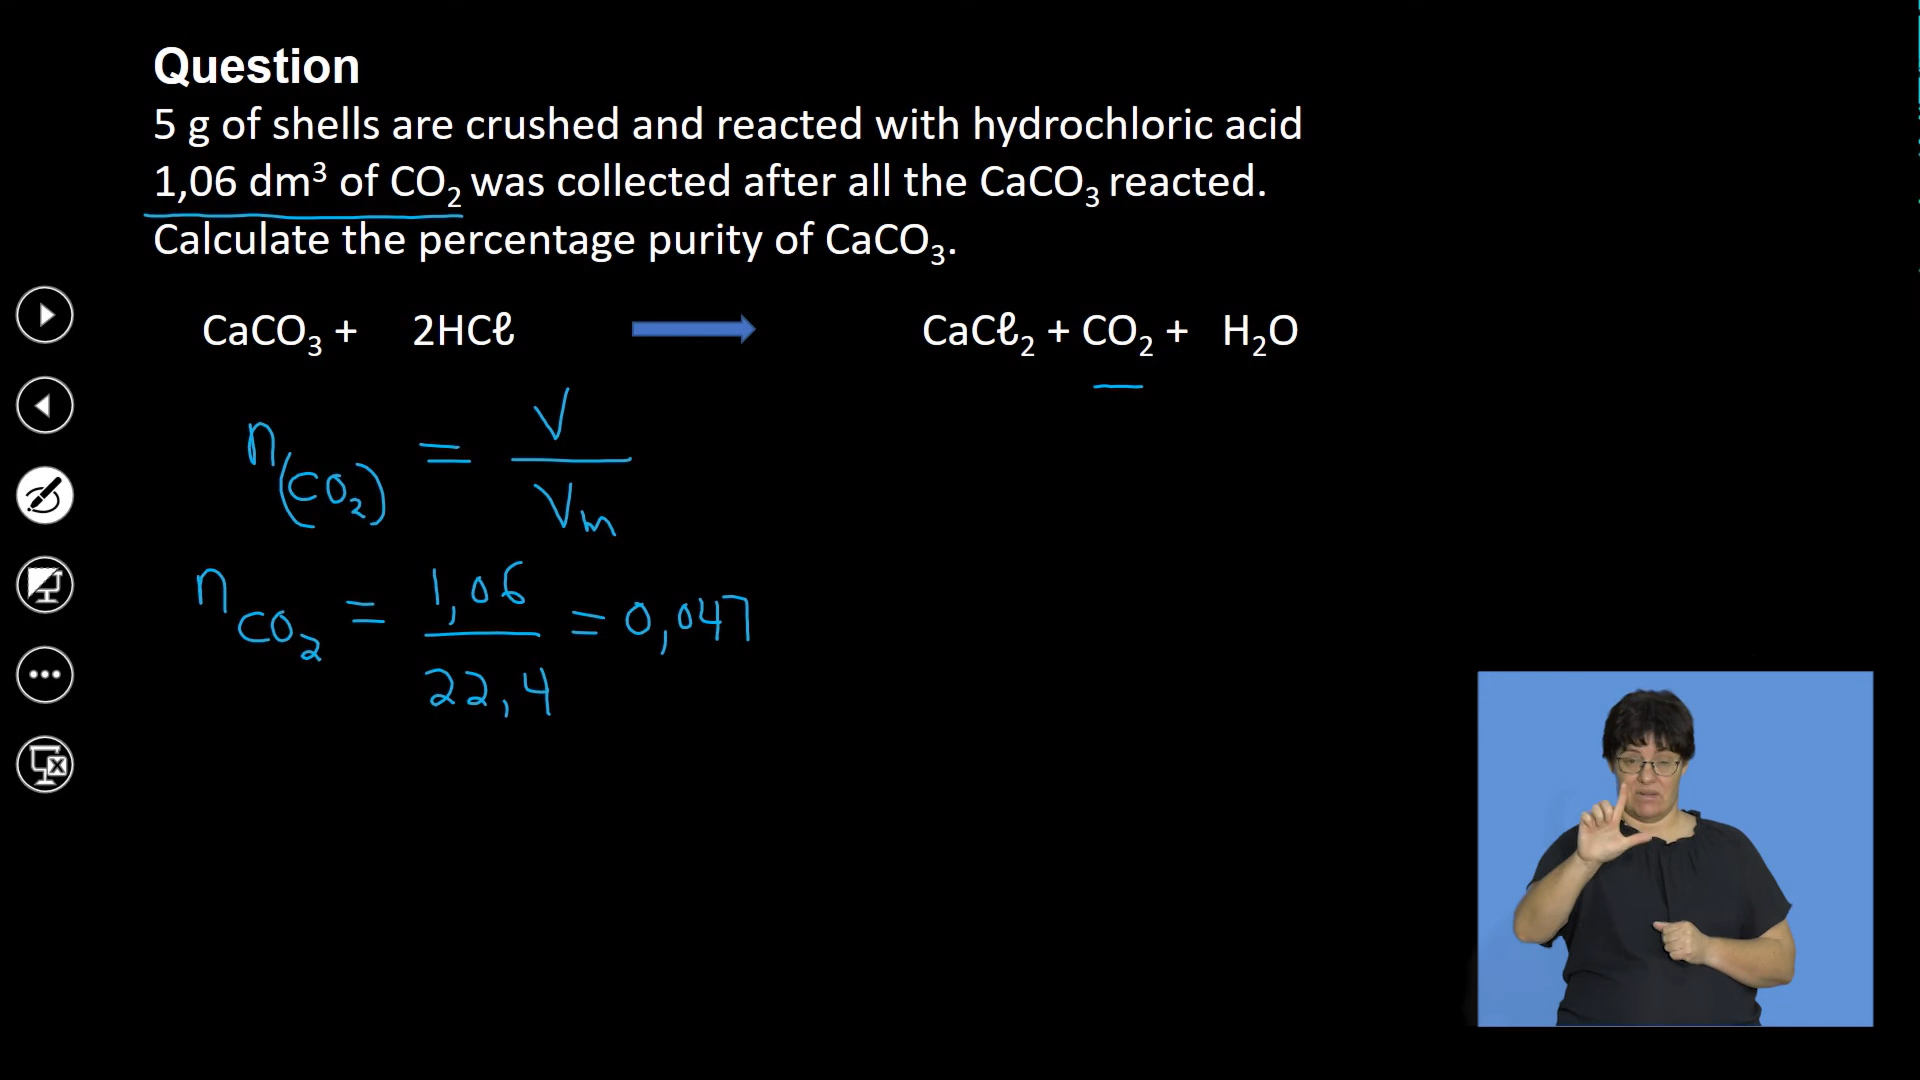 Question
5 g of shells are crushed and reacted with hydrochloric acid
1,06 dm³ of CO₂ was collected after all the CaCO₃ reacted.
Calculate the percentage purity of CaCO₃.
CaCO₃ + 2HCℓ → CaCℓ₂ + CO₂ + H₂O
n(CO₂) = V / Vm
nCO₂ = 1,06 / 22,4 = 0,047